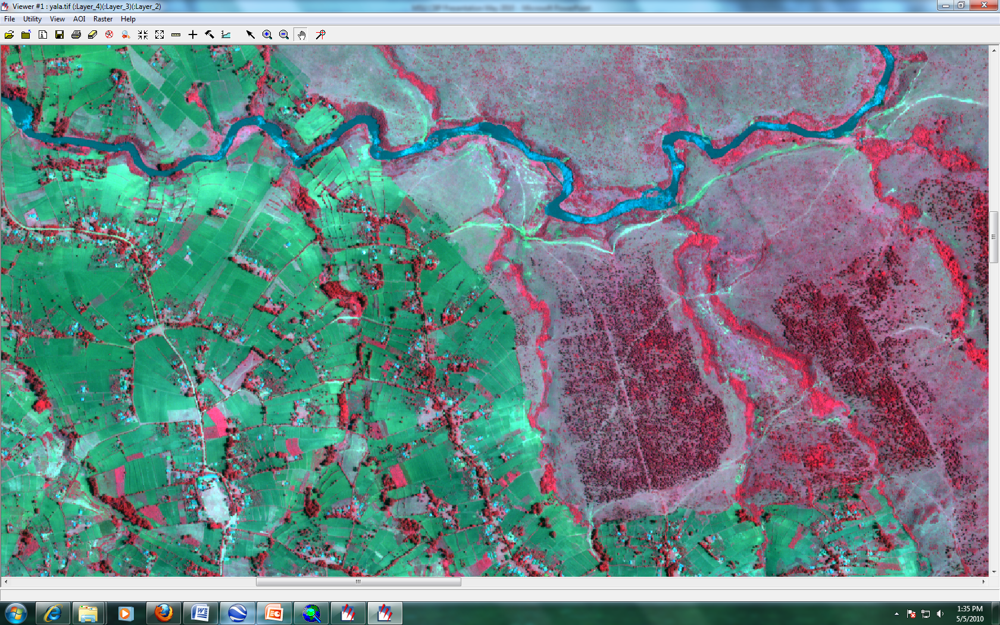 Viewer #1 : yala.tif (:Layer_4)(:Layer_3)(:Layer_2)
File Utility View AOI Raster Help
1:35 PM
5/5/2010